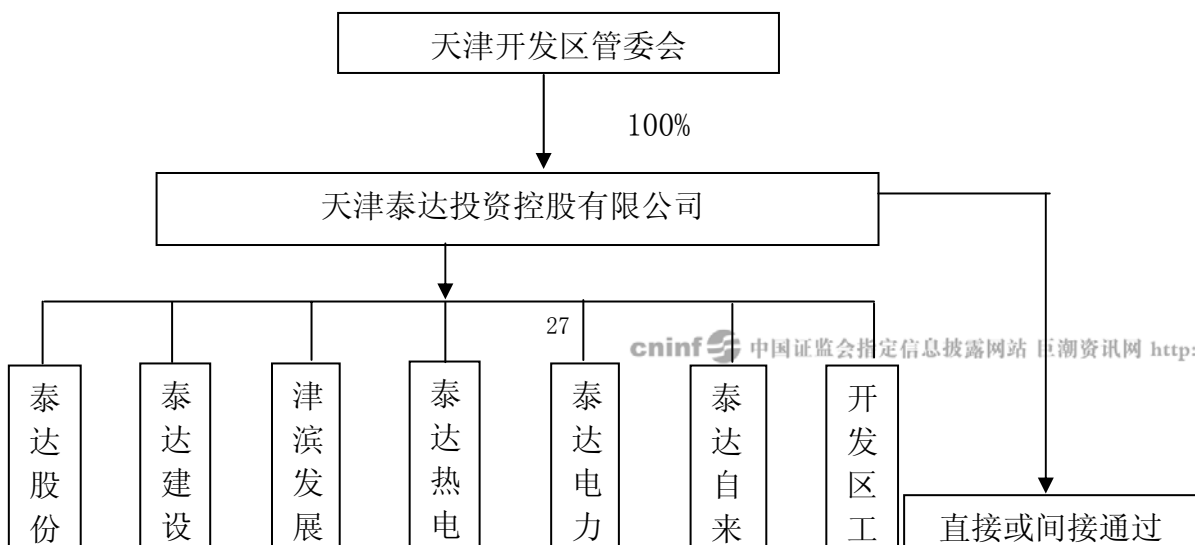 天津开发区管委会
100%
天津泰达投资控股有限公司
27
cninf 中国证监会指定信息披露网站 巨潮资讯网 http:
泰达股份
泰达建设
津滨发展
泰达热电
泰达电力
泰达自来
开发区工
直接或间接通过